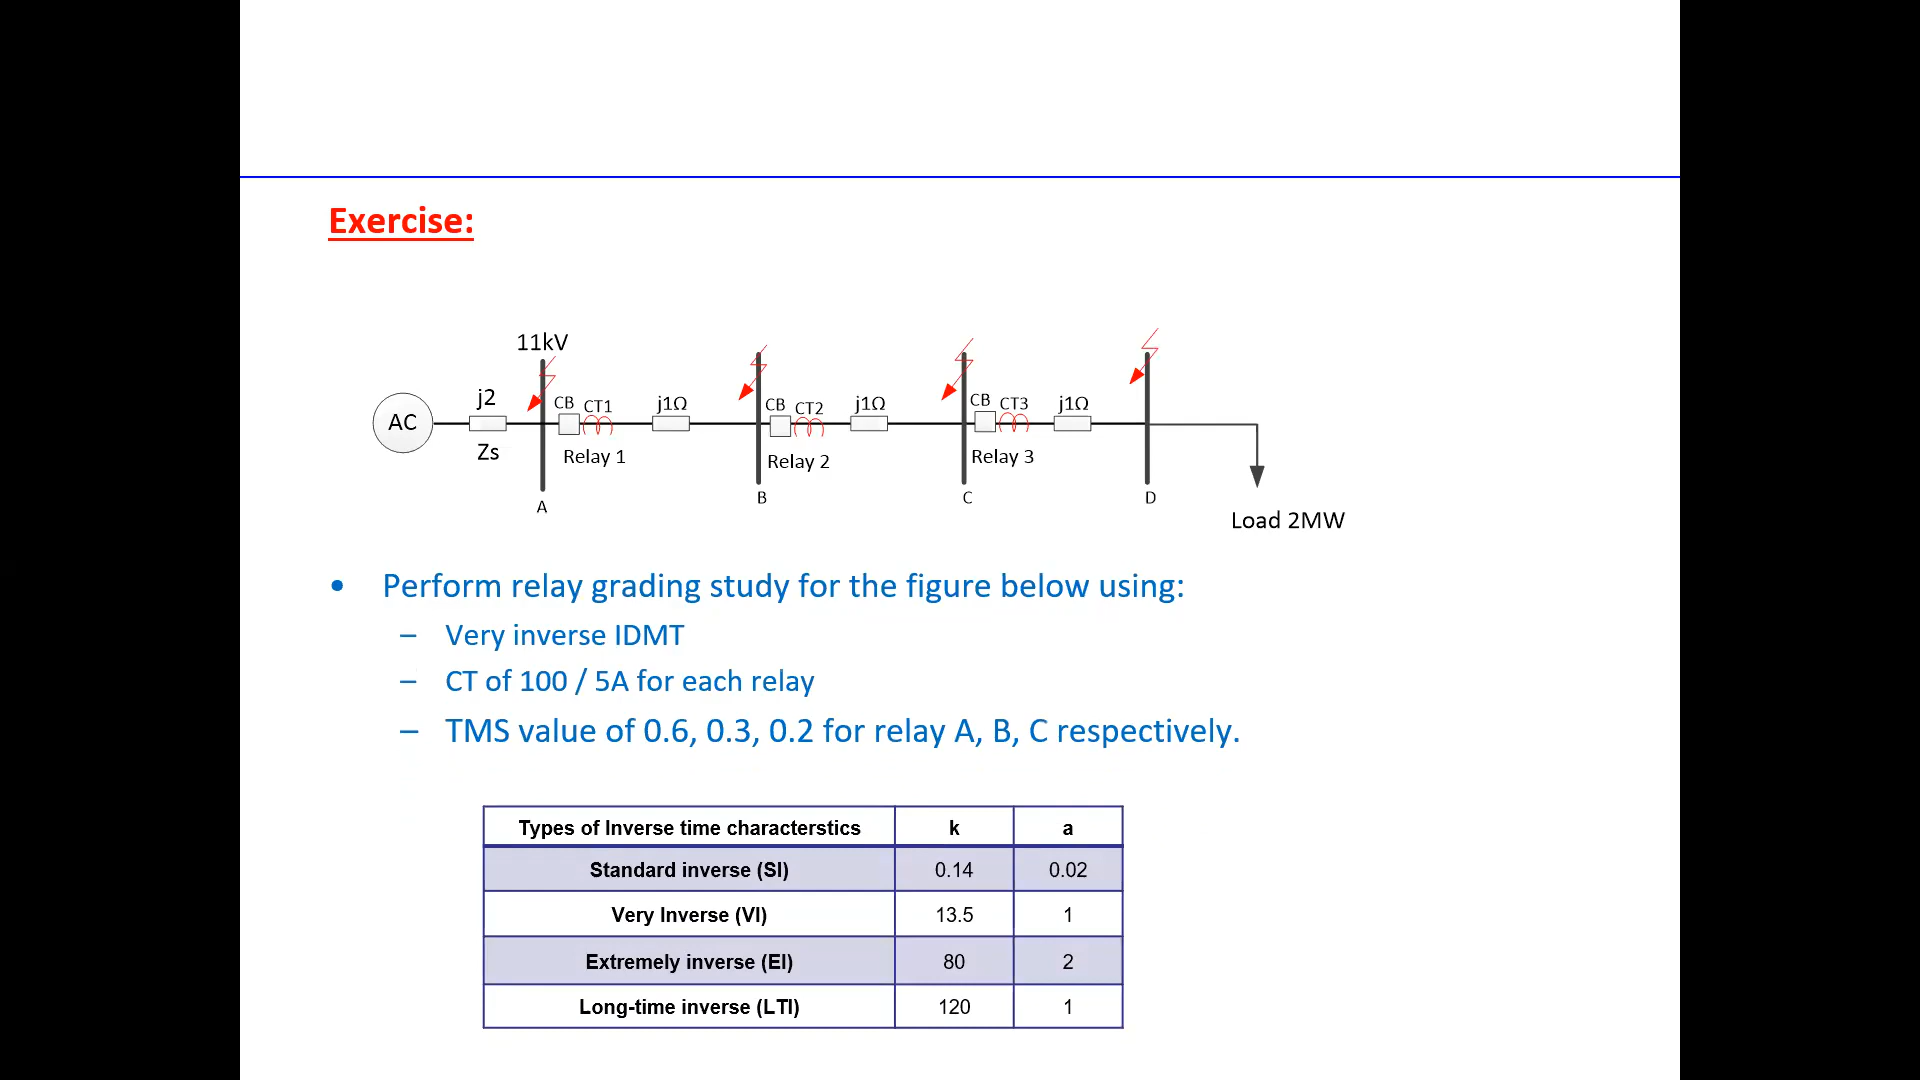 Exercise:
11kV
j2
AC
Zs
CB CT1
j1Ω
Relay 1
A
CB CT2
j1Ω
Relay 2
B
CB CT3
j1Ω
Relay 3
C
D
Load 2MW
• Perform relay grading study for the figure below using:
– Very inverse IDMT
– CT of 100 / 5A for each relay
– TMS value of 0.6, 0.3, 0.2 for relay A, B, C respectively.
Types of Inverse time characterstics k a
Standard inverse (SI) 0.14 0.02
Very Inverse (VI) 13.5 1
Extremely inverse (EI) 80 2
Long-time inverse (LTI) 120 1